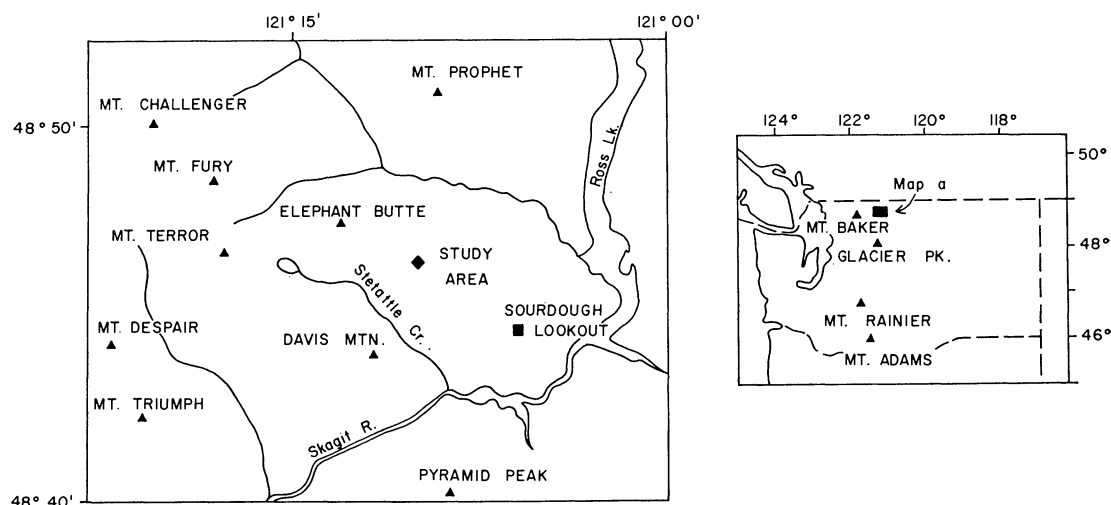 121° 15'
121° 00'
MT. PROPHET
MT. CHALLENGER
48° 50'
MT. FURY
Ross Lk.
ELEPHANT BUTTE
MT. TERROR
STUDY
AREA
Stetattle Cr.
SOURDOUGH
LOOKOUT
MT. DESPAIR
DAVIS MTN.
MT. TRIUMPH
Skagit R.
PYRAMID PEAK
48° 40'
124°
122°
120°
118°
50°
Map a
MT. BAKER
48°
GLACIER PK.
MT. RAINIER
46°
MT. ADAMS